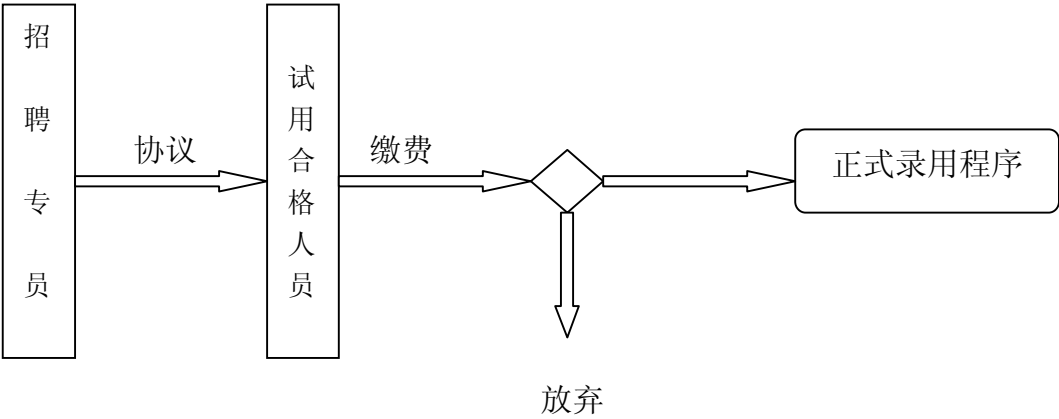 招聘专员
协议
试用合格人员
缴费
正式录用程序
放弃